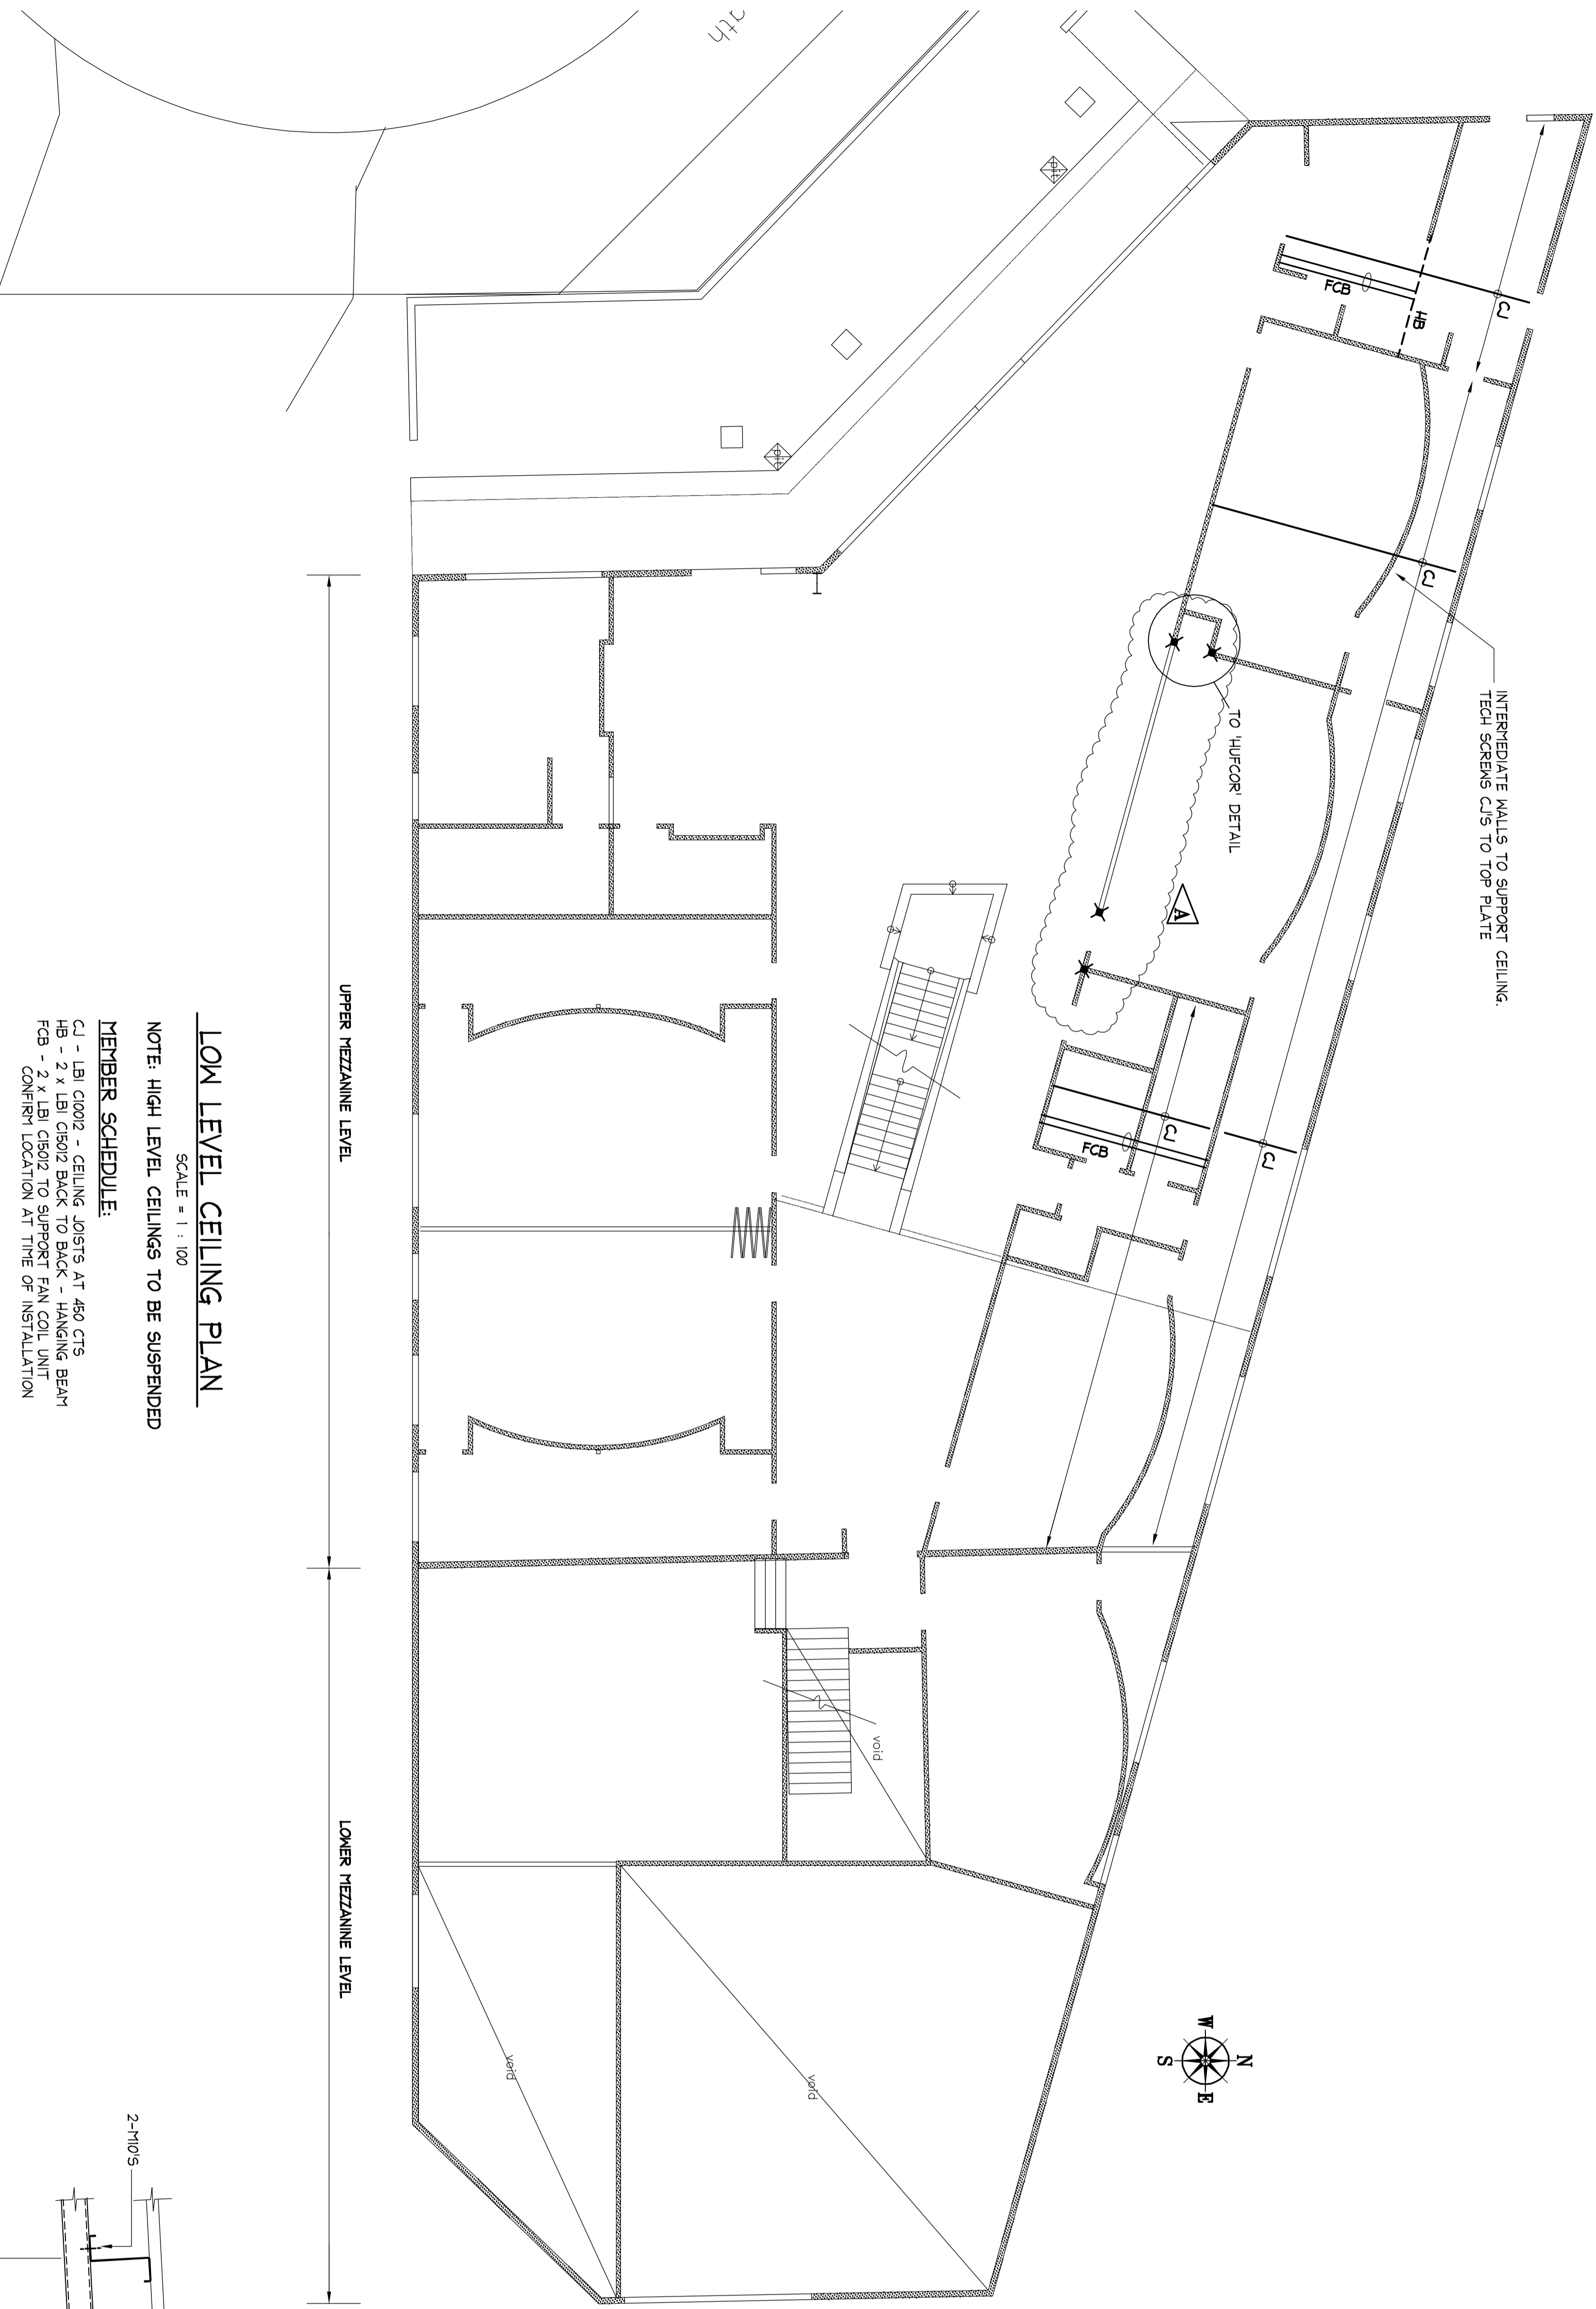 ath
pit
pit
CJ
FCB
HB
CJ
INTERMEDIATE WALLS TO SUPPORT CEILING.
TECH SCREWS CJ'S TO TOP PLATE
TO 'HUFCOR' DETAIL
A
CJ
CJ
FCB
void
void
void
N
W
E
S
UPPER MEZZANINE LEVEL
LOWER MEZZANINE LEVEL
LOW LEVEL CEILING PLAN
SCALE = 1 : 100
NOTE: HIGH LEVEL CEILINGS TO BE SUSPENDED
MEMBER SCHEDULE:
CJ - LBI C10012 - CEILING JOISTS AT 450 CTS
HB - 2 x LBI C15012 BACK TO BACK - HANGING BEAM
FCB - 2 x LBI C15012 TO SUPPORT FAN COIL UNIT
CONFIRM LOCATION AT TIME OF INSTALLATION
2-M10'S